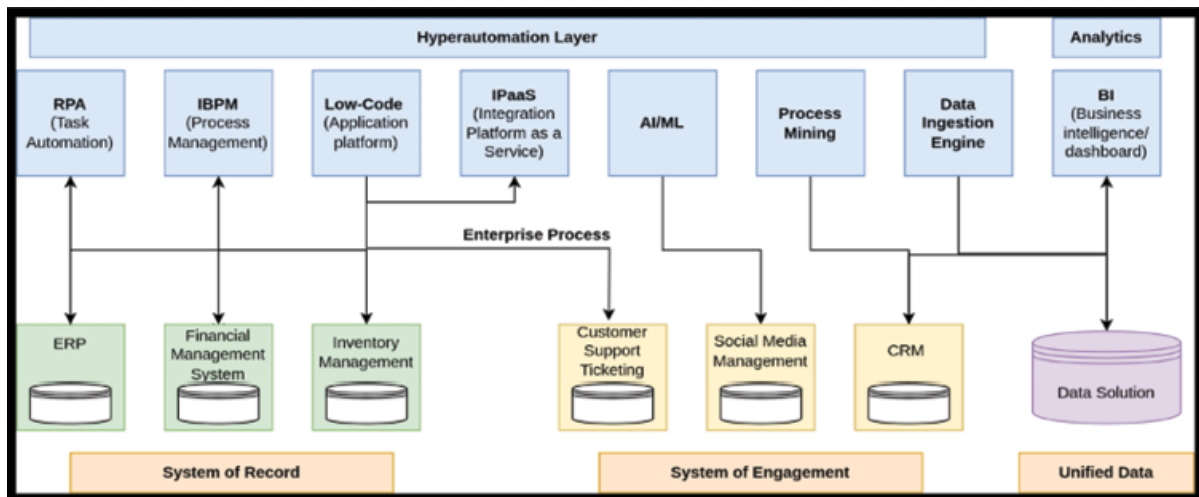 Hyperautomation Layer
Analytics
RPA
(Task
Automation)
IBPM
(Process
Management)
Low-Code
(Application
platform)
IPaaS
(Integration
Platform as a
Service)
AI/ML
Process
Mining
Data
Ingestion
Engine
BI
(Business
intelligence/
dashboard)
Enterprise Process
ERP
Financial
Management
System
Inventory
Management
Customer
Support
Ticketing
Social Media
Management
CRM
Data Solution
System of Record
System of Engagement
Unified Data